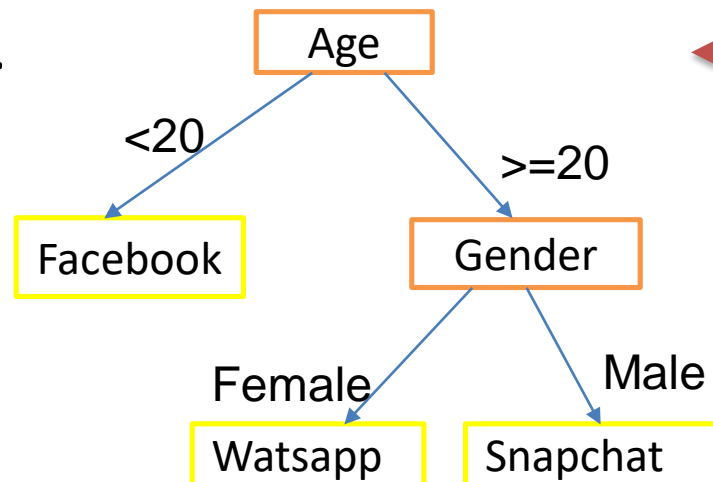 Age
<20
>=20
Facebook
Gender
Female
Male
Watsapp
Snapchat